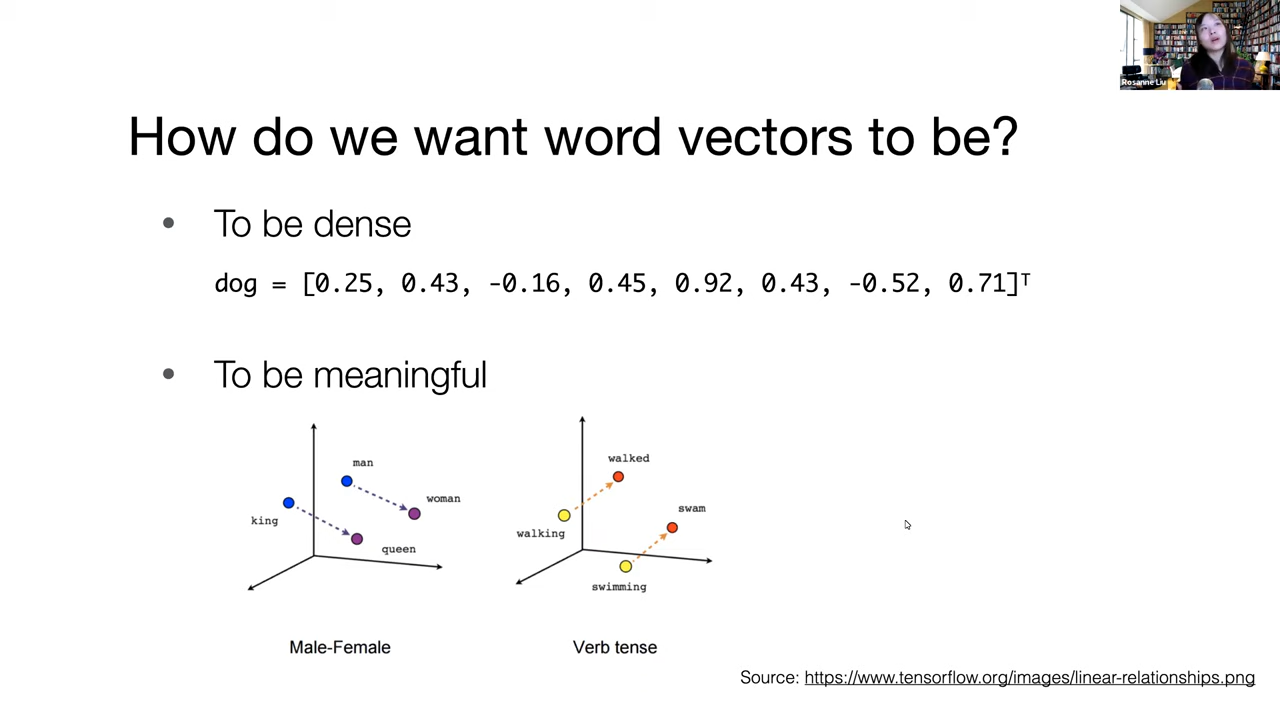 Rosanne Liu
How do we want word vectors to be?
• To be dense
dog = [0.25, 0.43, -0.16, 0.45, 0.92, 0.43, -0.52, 0.71]ᵀ
• To be meaningful
man
woman
king
queen
Male-Female
walked
swam
walking
swimming
Verb tense
Source: https://www.tensorflow.org/images/linear-relationships.png